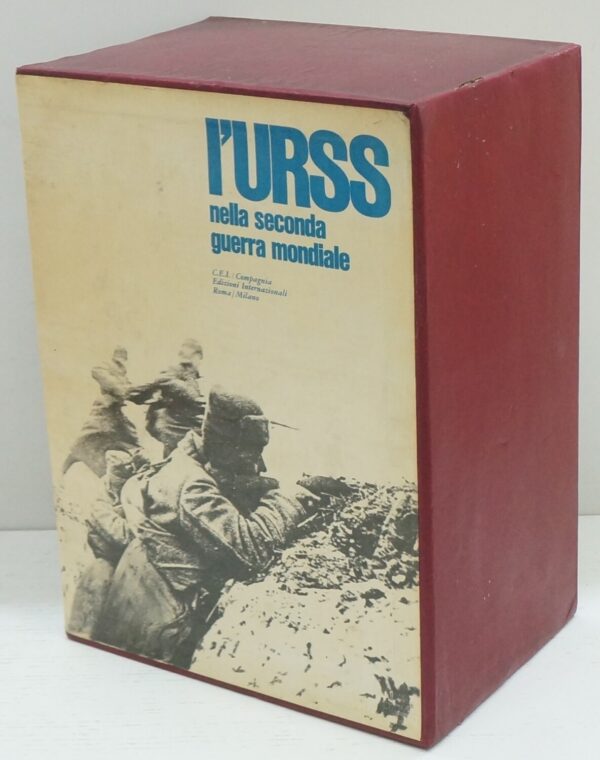 l'URSS
nella seconda
guerra mondiale
C.E.I. / Compagnia
Edizioni Internazionali
Roma / Milano